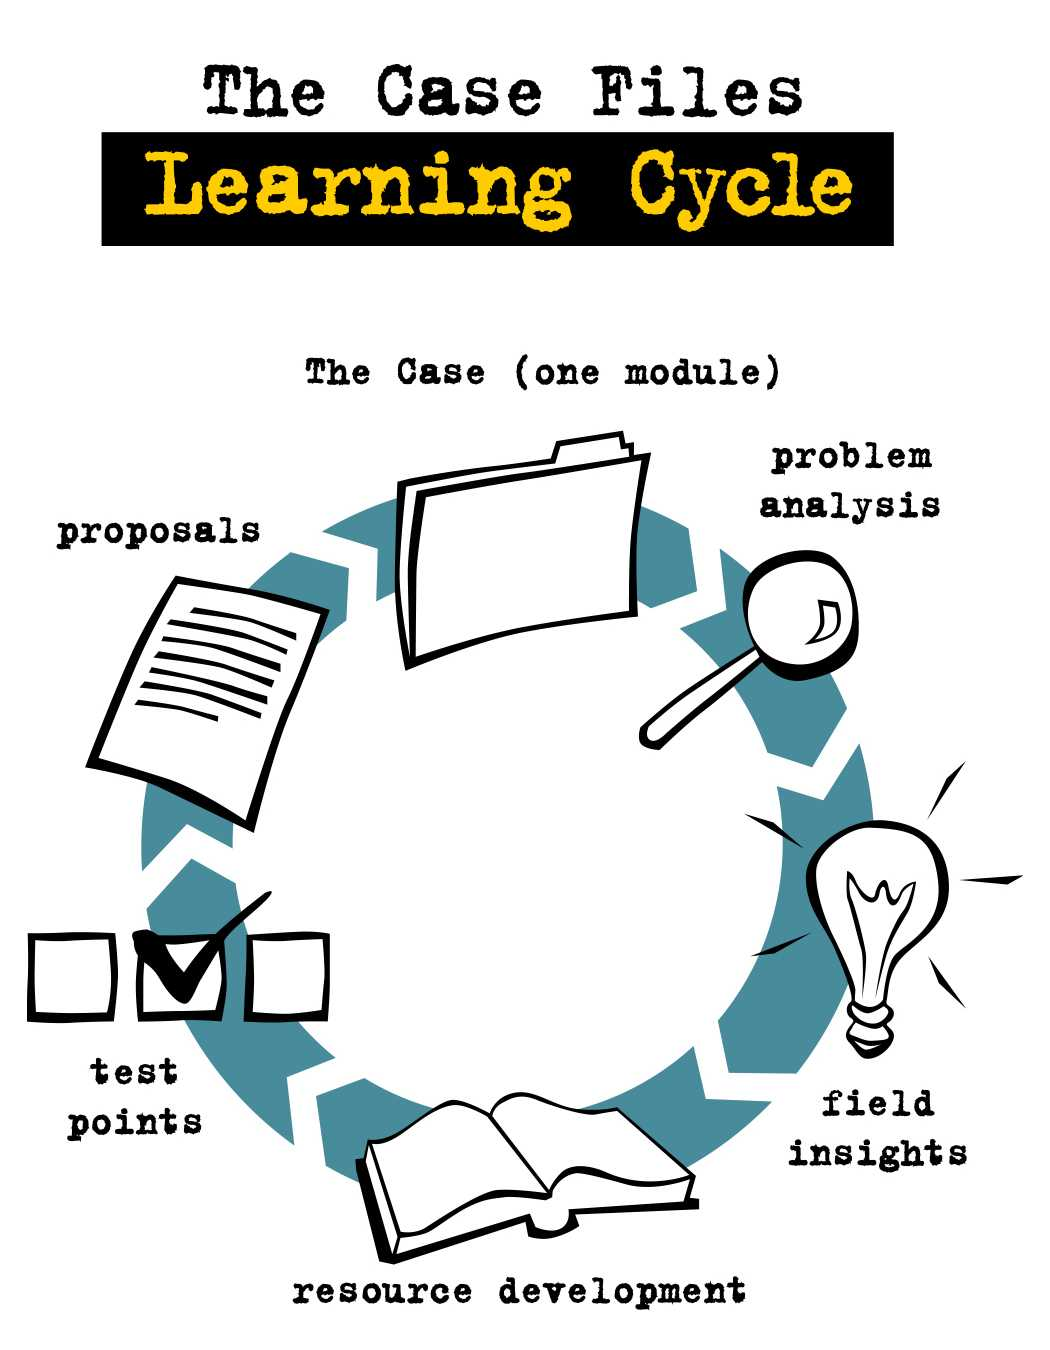 The Case Files
Learning Cycle
The Case (one module)
problem
analysis
proposals
test
points
field
insights
resource development